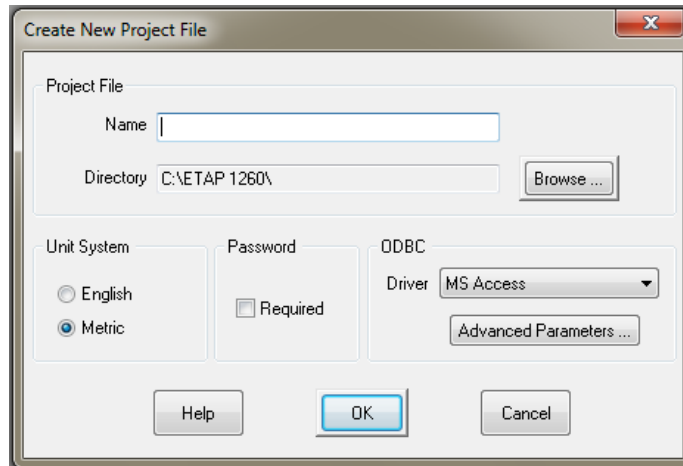 Create New Project File
Project File
Name
Directory C:\ETAP 1260\ Browse ...
Unit System Password ODBC
Driver MS Access
English
Required
Metric
Advanced Parameters ...
Help OK Cancel